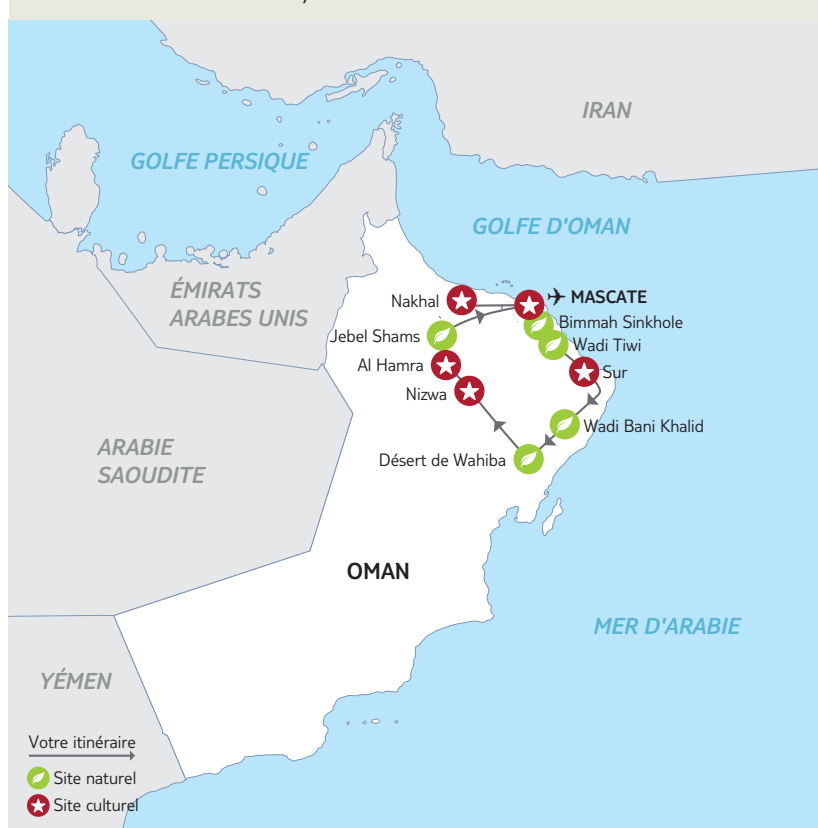 IRAN
GOLFE PERSIQUE
GOLFE D'OMAN
ÉMIRATS
ARABES UNIS
Nakhal
MASCATE
Bimmah Sinkhole
Jebel Shams
Wadi Tiwi
Al Hamra
Sur
Nizwa
Wadi Bani Khalid
ARABIE
SAOUDITE
Désert de Wahiba
OMAN
MER D'ARABIE
YÉMEN
Votre itinéraire
Site naturel
Site culturel